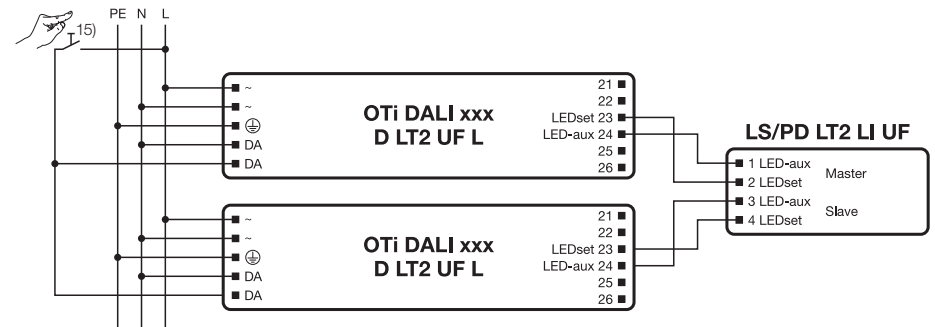 PE N L
15)
OTi DALI xxx
D LT2 UF L
~
~
DA
DA
21
22
LEDset 23
LED-aux 24
25
26
LS/PD LT2 LI UF
1 LED-aux
2 LEDset
Master
3 LED-aux
4 LEDset
Slave
OTi DALI xxx
D LT2 UF L
~
~
DA
DA
21
22
LEDset 23
LED-aux 24
25
26